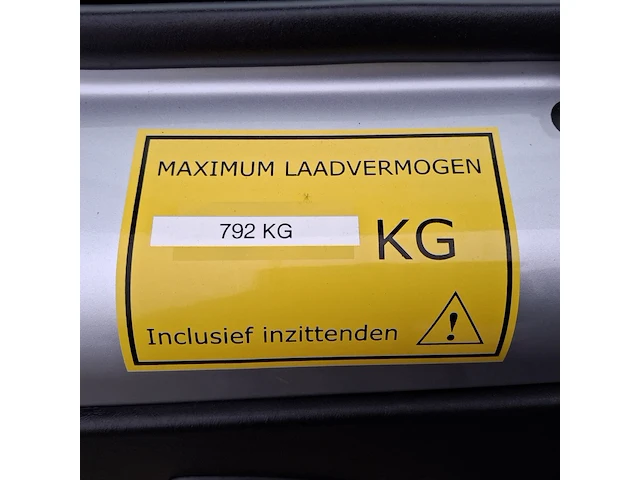 MAXIMUM LAADVERMOGEN
792 KG KG
Inclusief inzittenden !